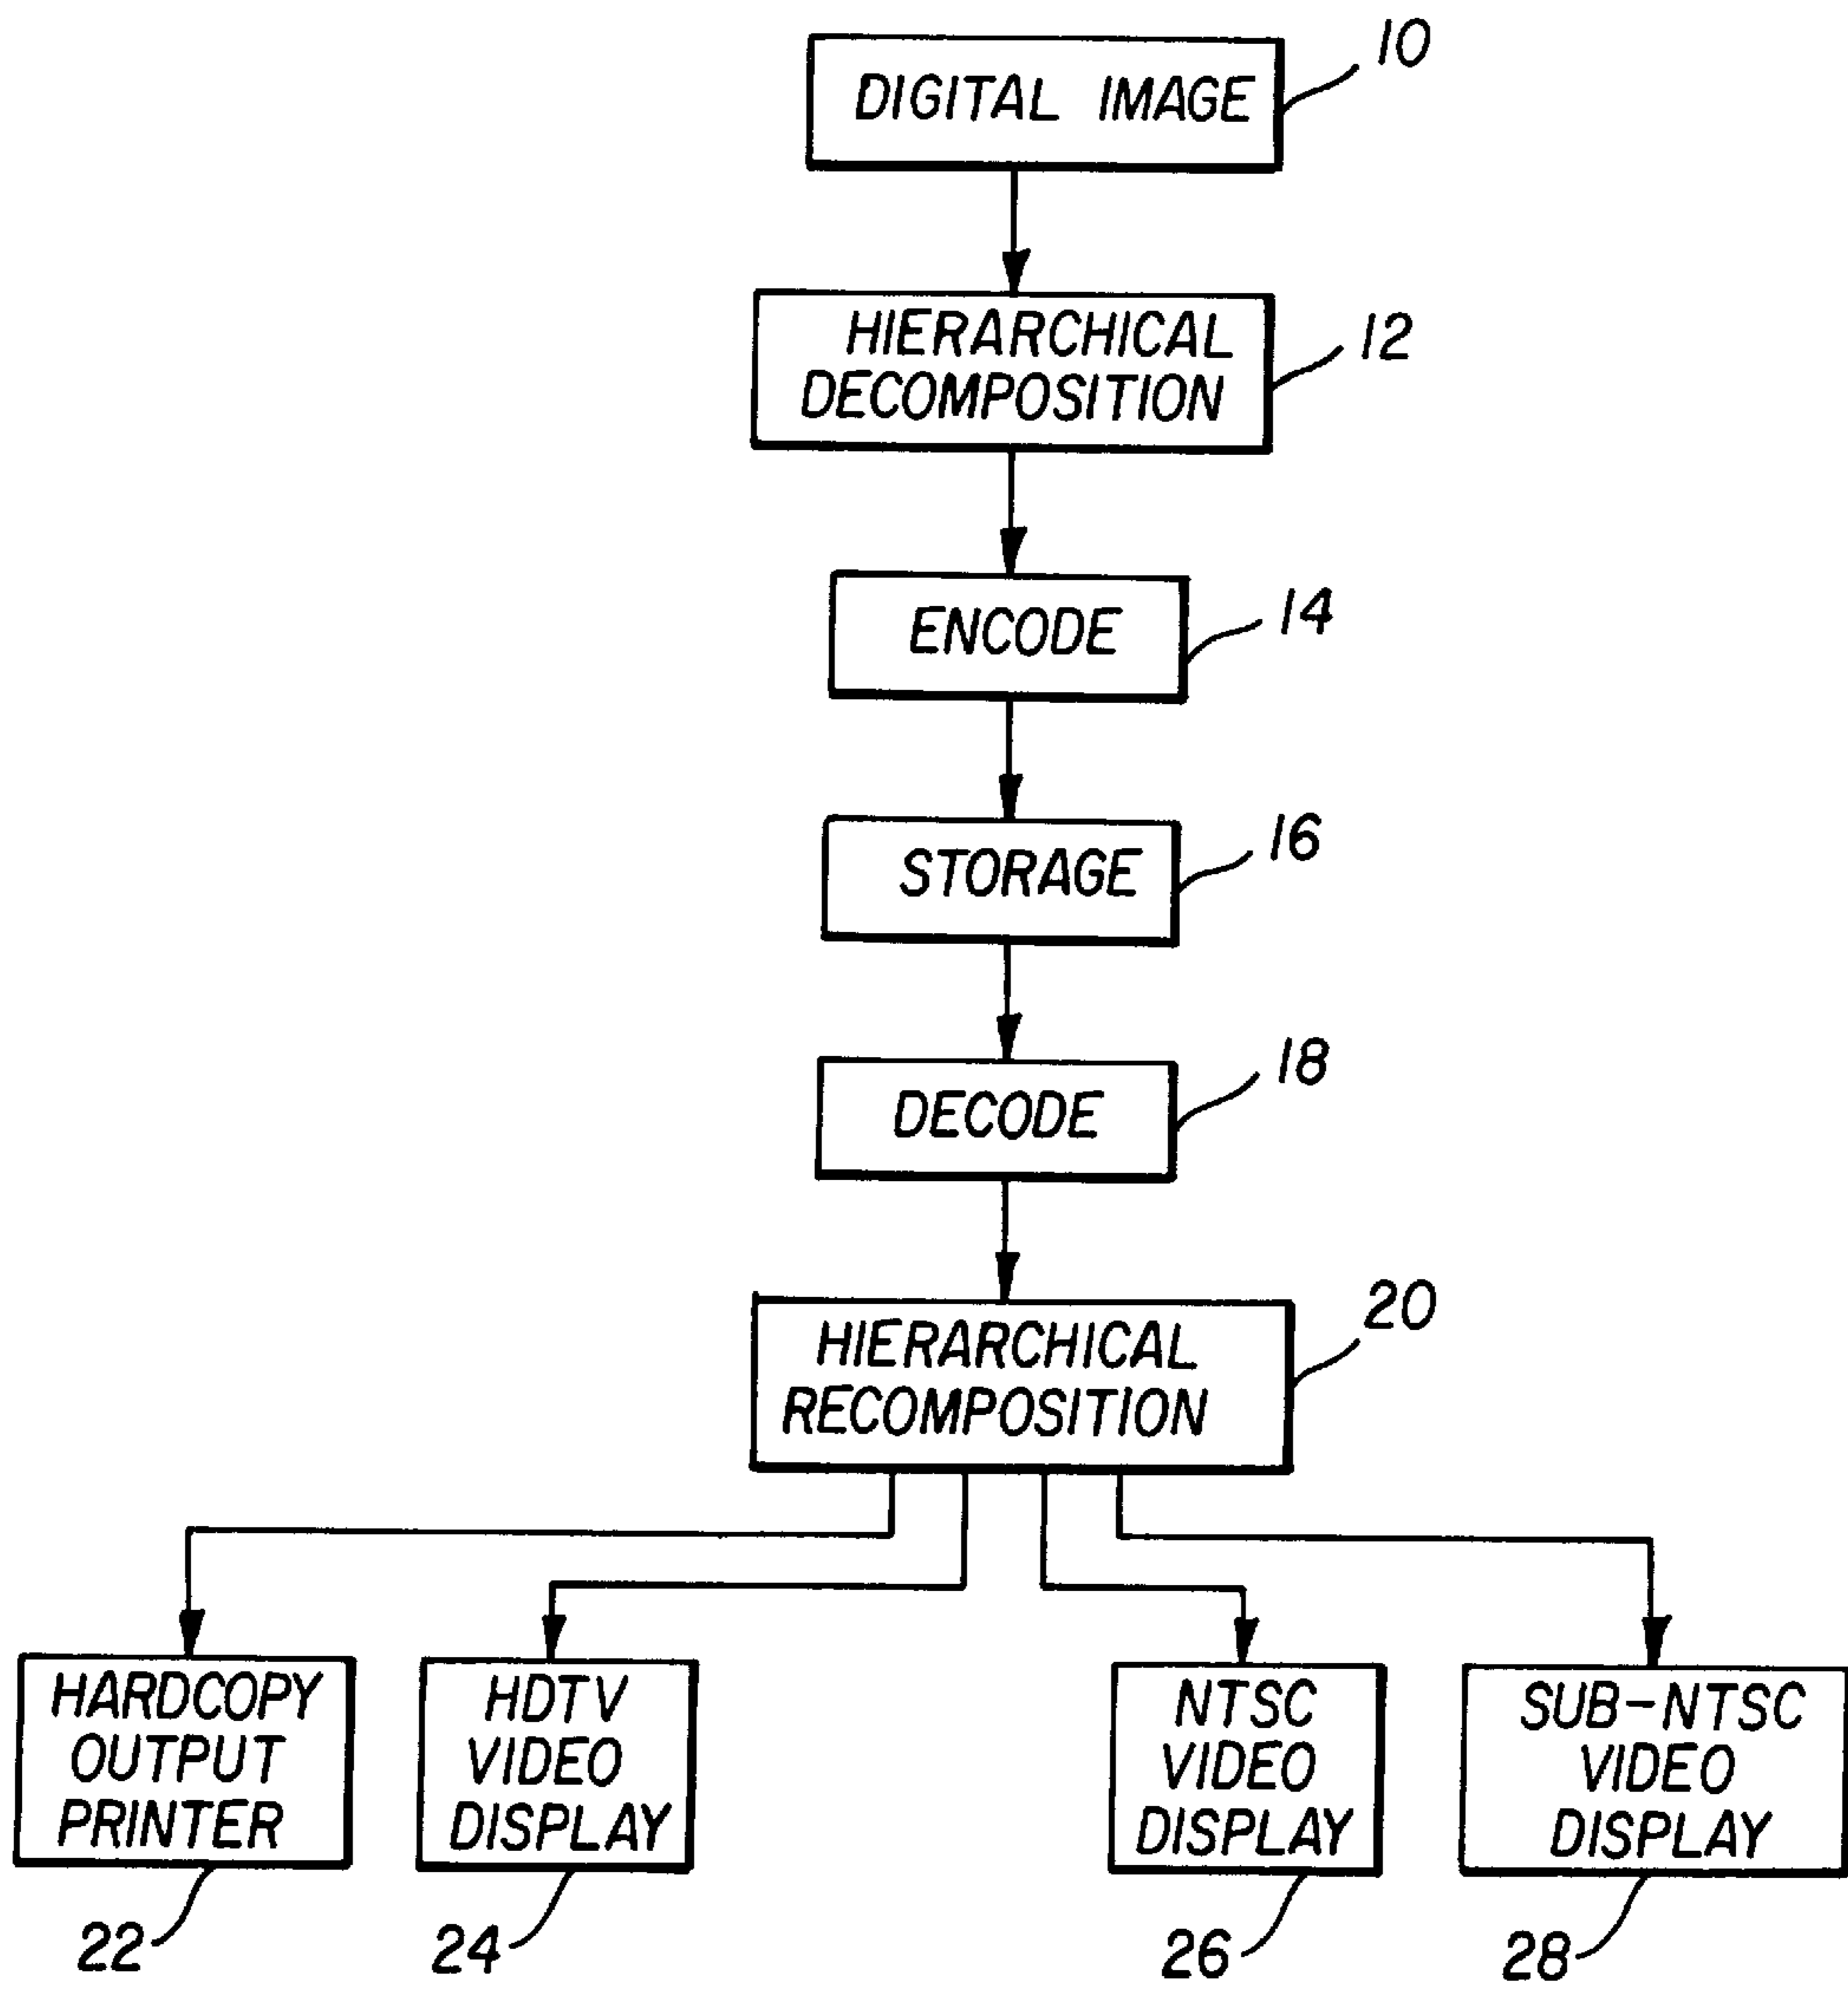 10
DIGITAL IMAGE
HIERARCHICAL
DECOMPOSITION
12
ENCODE
14
STORAGE
16
DECODE
18
HIERARCHICAL
RECOMPOSITION
20
HARDCOPY
OUTPUT
PRINTER
22
HDTV
VIDEO
DISPLAY
24
NTSC
VIDEO
DISPLAY
26
SUB-NTSC
VIDEO
DISPLAY
28